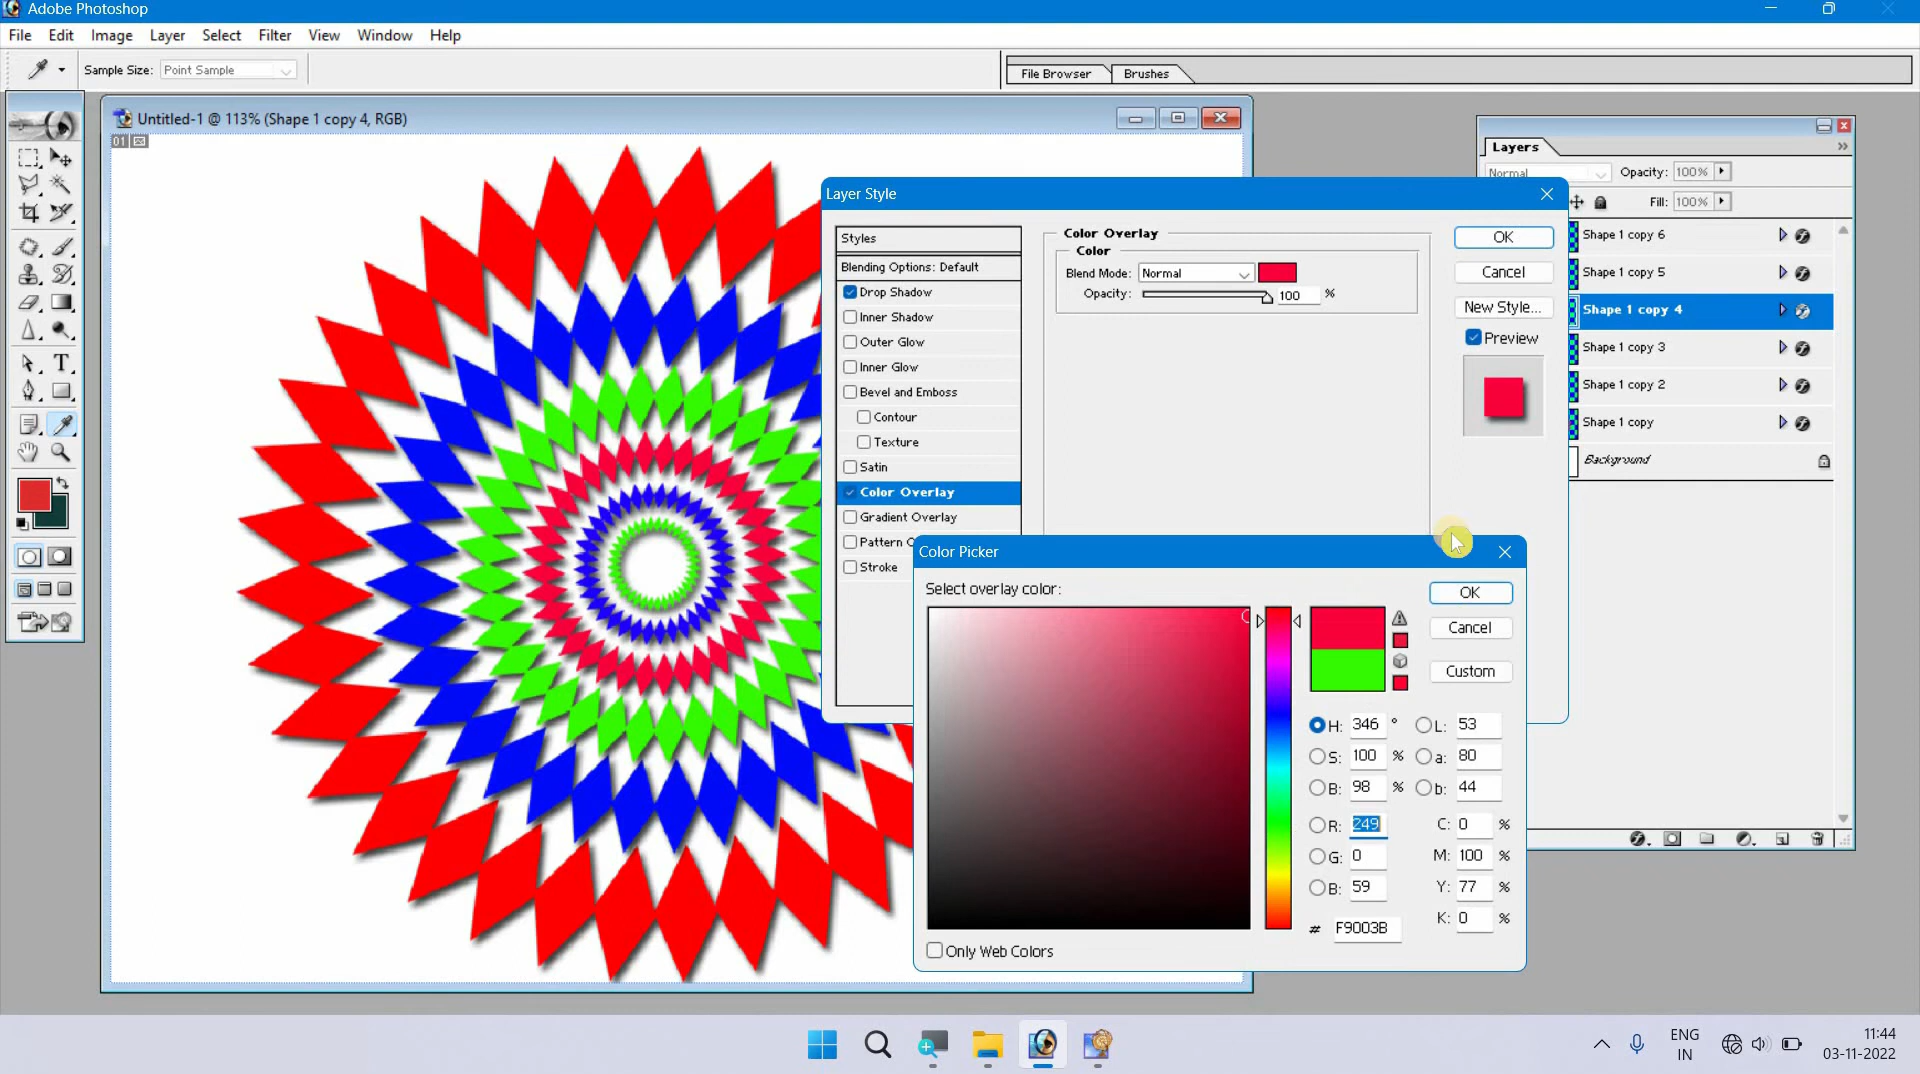 Adobe Photoshop
File Edit Image Layer Select Filter View Window Help
Sample Size: Point Sample
File Browser Brushes
Untitled-1 @ 113% (Shape 1 copy 4, RGB)
01
Layers
Normal Opacity: 100%
Fill: 100%
Shape 1 copy 6
Shape 1 copy 5
Shape 1 copy 4
Shape 1 copy 3
Shape 1 copy 2
Shape 1 copy
Background
Layer Style
Styles
Blending Options: Default
Drop Shadow
Inner Shadow
Outer Glow
Inner Glow
Bevel and Emboss
Contour
Texture
Satin
Color Overlay
Gradient Overlay
Pattern
Stroke
Color Overlay
Color
Blend Mode: Normal
Opacity: 100 %
OK
Cancel
New Style...
Preview
Color Picker
Select overlay color:
OK
Cancel
Custom
H: 346 ° L: 53
S: 100 % a: 80
B: 98 % b: 44
R: 249 C: 0 %
G: 0 M: 100 %
B: 59 Y: 77 %
# F9003B K: 0 %
Only Web Colors
T
ENG
IN
11:44
03-11-2022